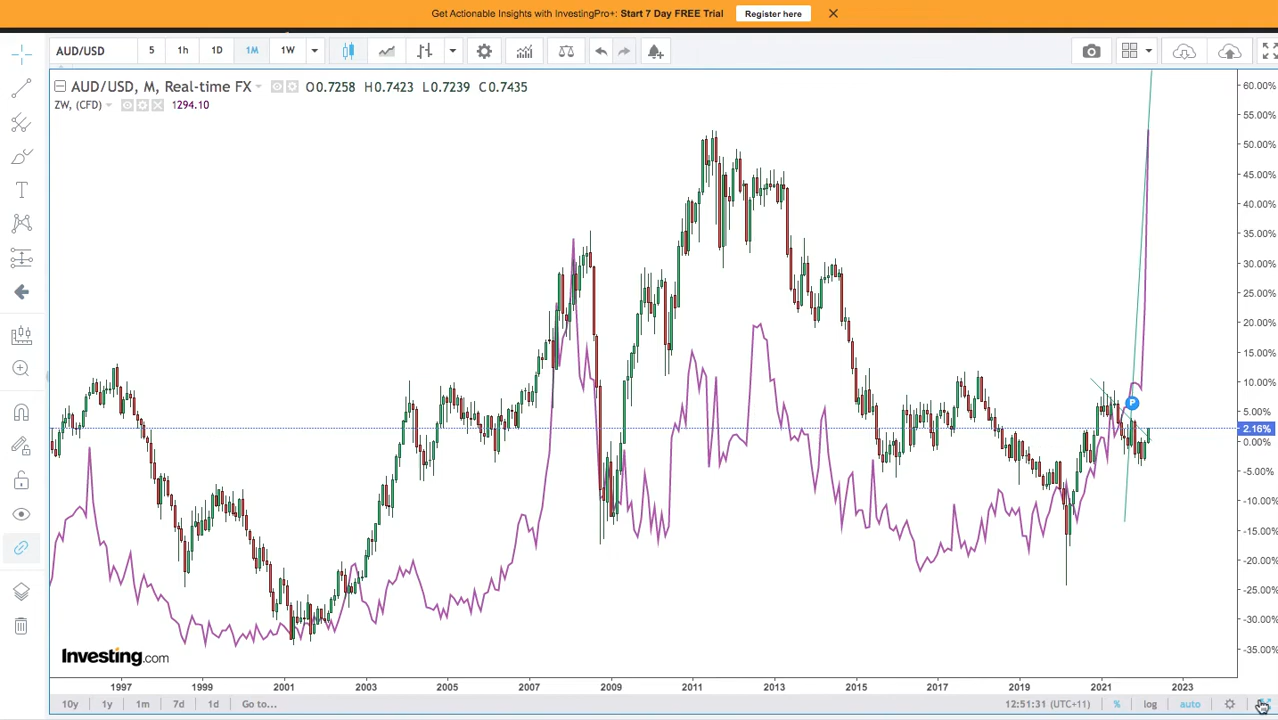 Get Actionable Insights with InvestingPro+: Start 7 Day FREE Trial Register here
AUD/USD 5 1h 1D 1M 1W
AUD/USD, M, Real-time FX O0.7258 H0.7423 L0.7239 C0.7435
ZW, (CFD) 1294.10
60.00%
55.00%
50.00%
45.00%
40.00%
35.00%
30.00%
25.00%
20.00%
15.00%
10.00%
P
5.00%
2.16%
0.00%
-5.00%
-10.00%
-15.00%
-20.00%
-25.00%
-30.00%
-35.00%
Investing.com
1997 1999 2001 2003 2005 2007 2009 2011 2013 2015 2017 2019 2021 2023
10y 1y 1m 7d 1d Go to... 12:51:31 (UTC+11) % log auto